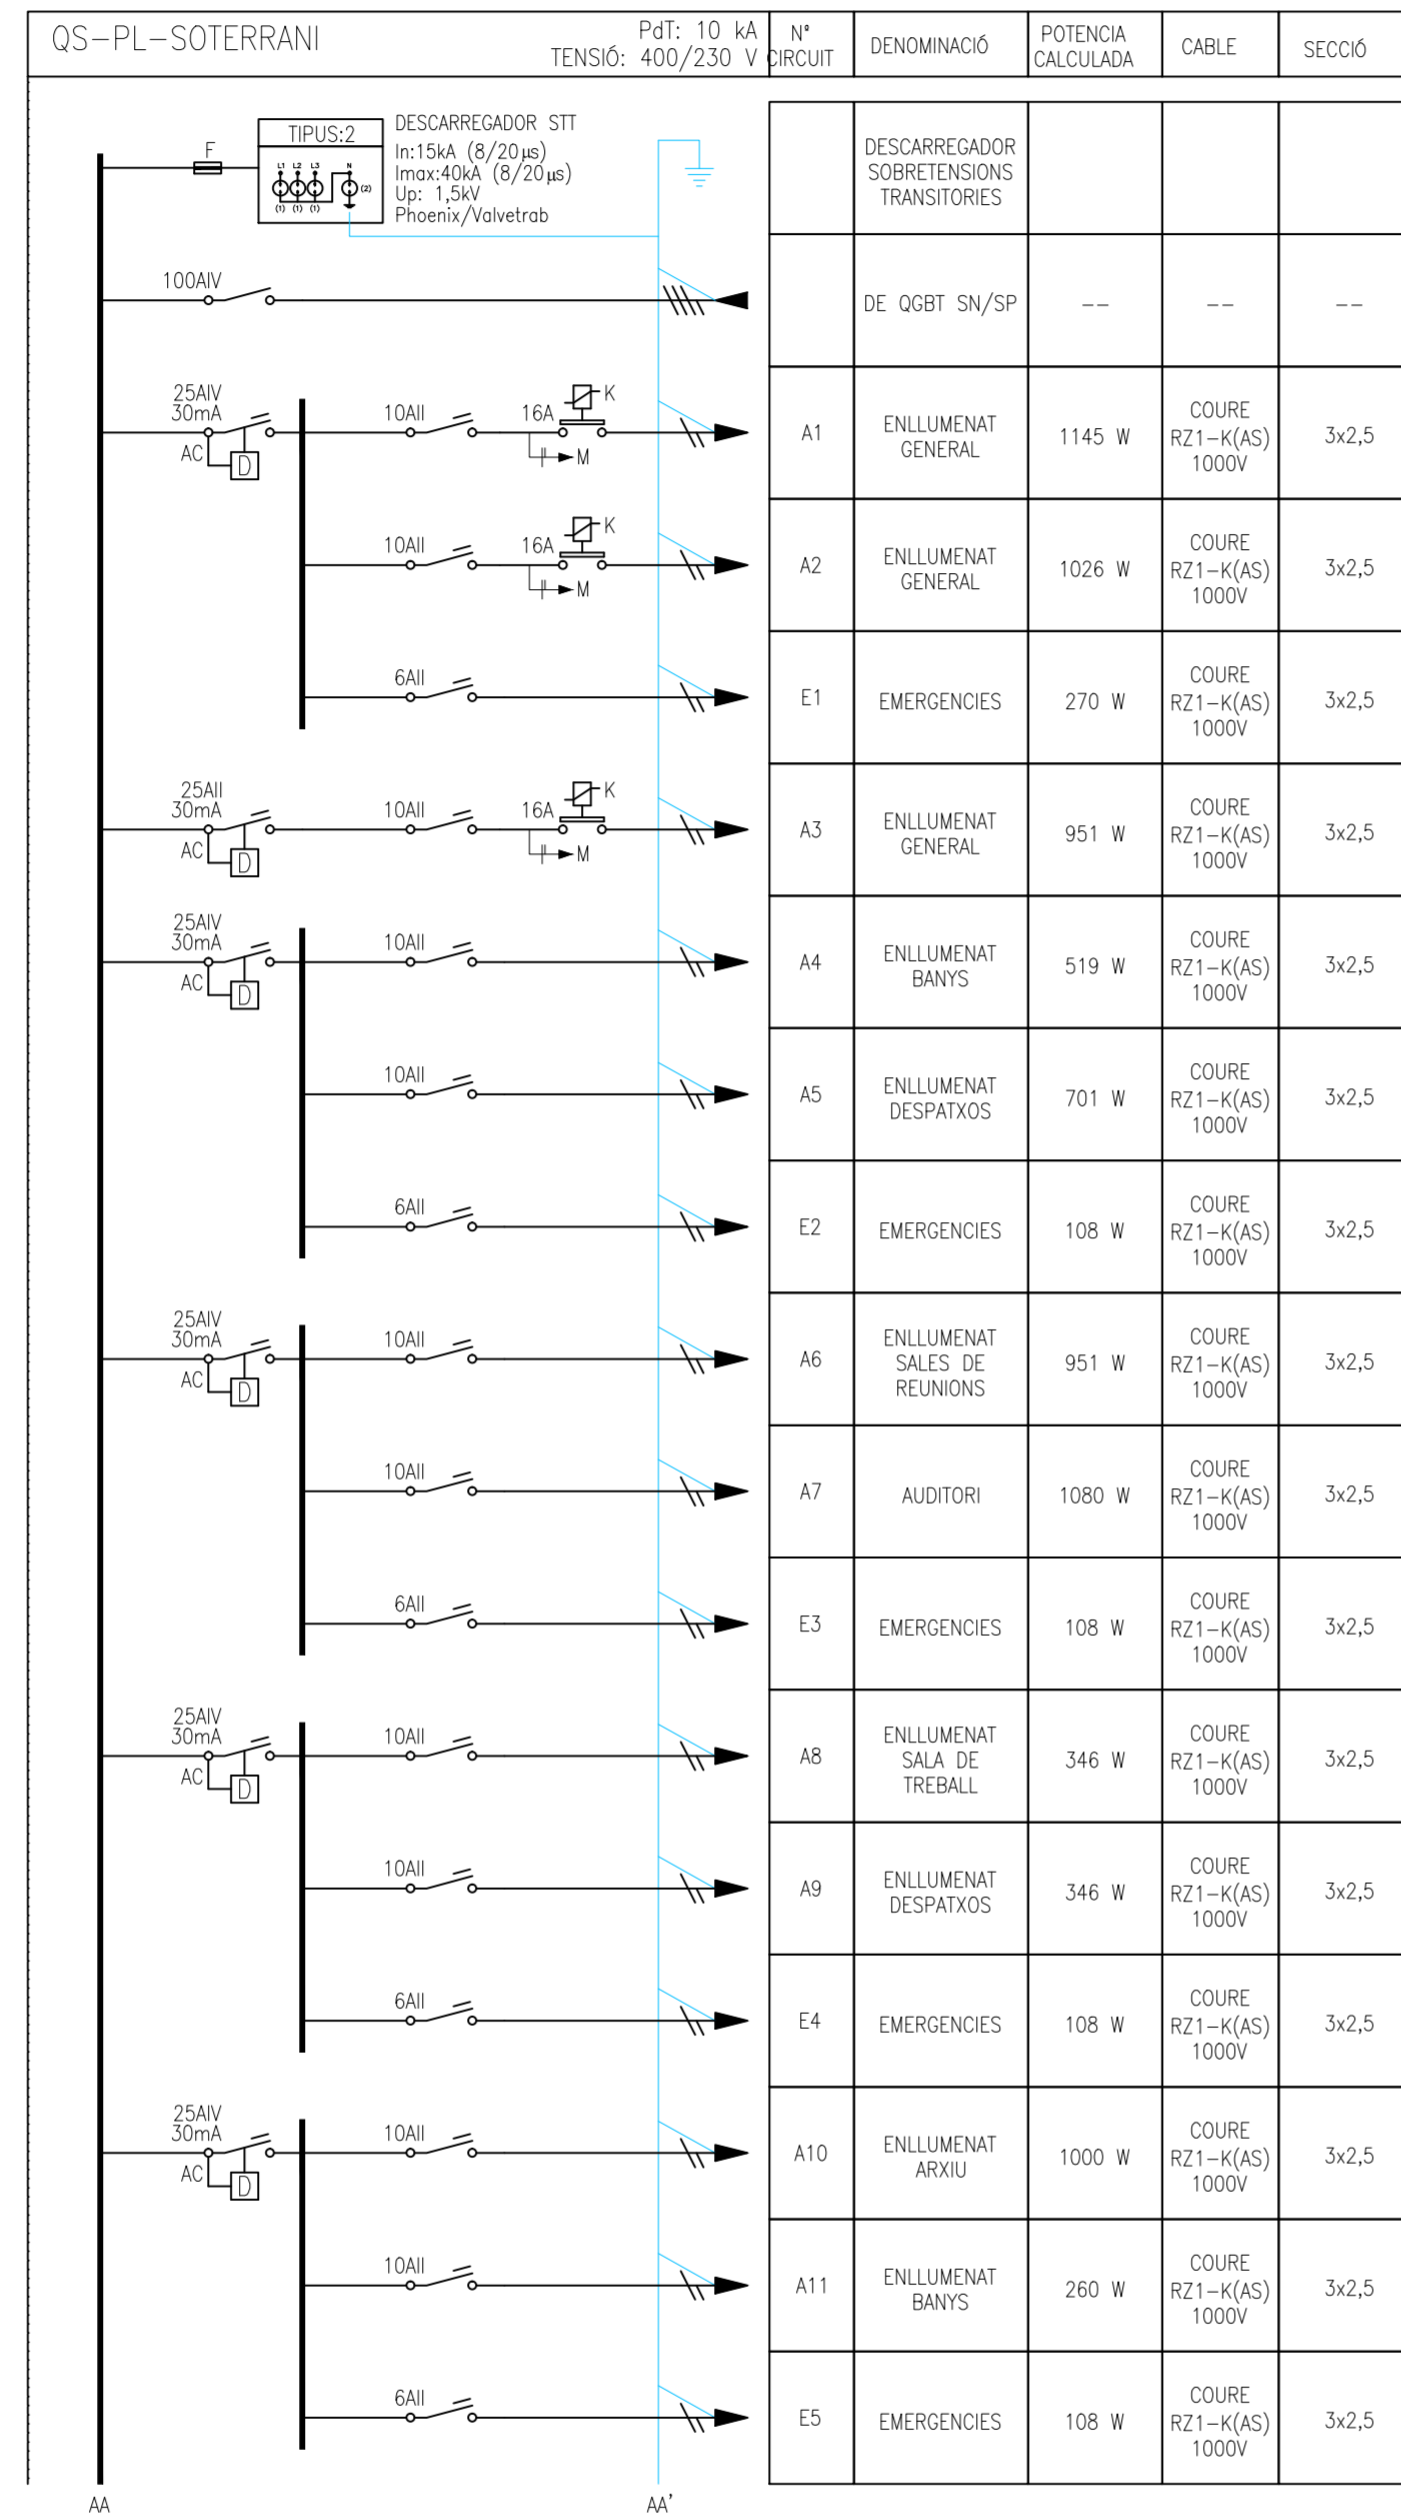 QS-PL-SOTERRANI
PdT: 10 kA
TENSIÓ: 400/230 V
Nº
CIRCUIT
DENOMINACIÓ
POTENCIA
CALCULADA
CABLE
SECCIÓ
F
TIPUS:2
L1 L2 L3 N
(1) (1) (1) (2)
DESCARREGADOR STT
In:15kA (8/20µs)
Imax:40kA (8/20µs)
Up: 1,5kV
Phoenix/Valvetrab
DESCARREGADOR
SOBRETENSIONS
TRANSITORIES
100AIV
DE QGBT SN/SP
--
--
--
25AIV
30mA
AC
D
10AII
16A
K
M
A1
ENLLUMENAT
GENERAL
1145 W
COURE
RZ1-K(AS)
1000V
3x2,5
10AII
16A
K
M
A2
ENLLUMENAT
GENERAL
1026 W
COURE
RZ1-K(AS)
1000V
3x2,5
6AII
E1
EMERGENCIES
270 W
COURE
RZ1-K(AS)
1000V
3x2,5
25AII
30mA
AC
D
10AII
16A
K
M
A3
ENLLUMENAT
GENERAL
951 W
COURE
RZ1-K(AS)
1000V
3x2,5
25AIV
30mA
AC
D
10AII
A4
ENLLUMENAT
BANYS
519 W
COURE
RZ1-K(AS)
1000V
3x2,5
10AII
A5
ENLLUMENAT
DESPATXOS
701 W
COURE
RZ1-K(AS)
1000V
3x2,5
6AII
E2
EMERGENCIES
108 W
COURE
RZ1-K(AS)
1000V
3x2,5
25AIV
30mA
AC
D
10AII
A6
ENLLUMENAT
SALES DE
REUNIONS
951 W
COURE
RZ1-K(AS)
1000V
3x2,5
10AII
A7
AUDITORI
1080 W
COURE
RZ1-K(AS)
1000V
3x2,5
6AII
E3
EMERGENCIES
108 W
COURE
RZ1-K(AS)
1000V
3x2,5
25AIV
30mA
AC
D
10AII
A8
ENLLUMENAT
SALA DE
TREBALL
346 W
COURE
RZ1-K(AS)
1000V
3x2,5
10AII
A9
ENLLUMENAT
DESPATXOS
346 W
COURE
RZ1-K(AS)
1000V
3x2,5
6AII
E4
EMERGENCIES
108 W
COURE
RZ1-K(AS)
1000V
3x2,5
25AIV
30mA
AC
D
10AII
A10
ENLLUMENAT
ARXIU
1000 W
COURE
RZ1-K(AS)
1000V
3x2,5
10AII
A11
ENLLUMENAT
BANYS
260 W
COURE
RZ1-K(AS)
1000V
3x2,5
6AII
E5
EMERGENCIES
108 W
COURE
RZ1-K(AS)
1000V
3x2,5
AA
AA'